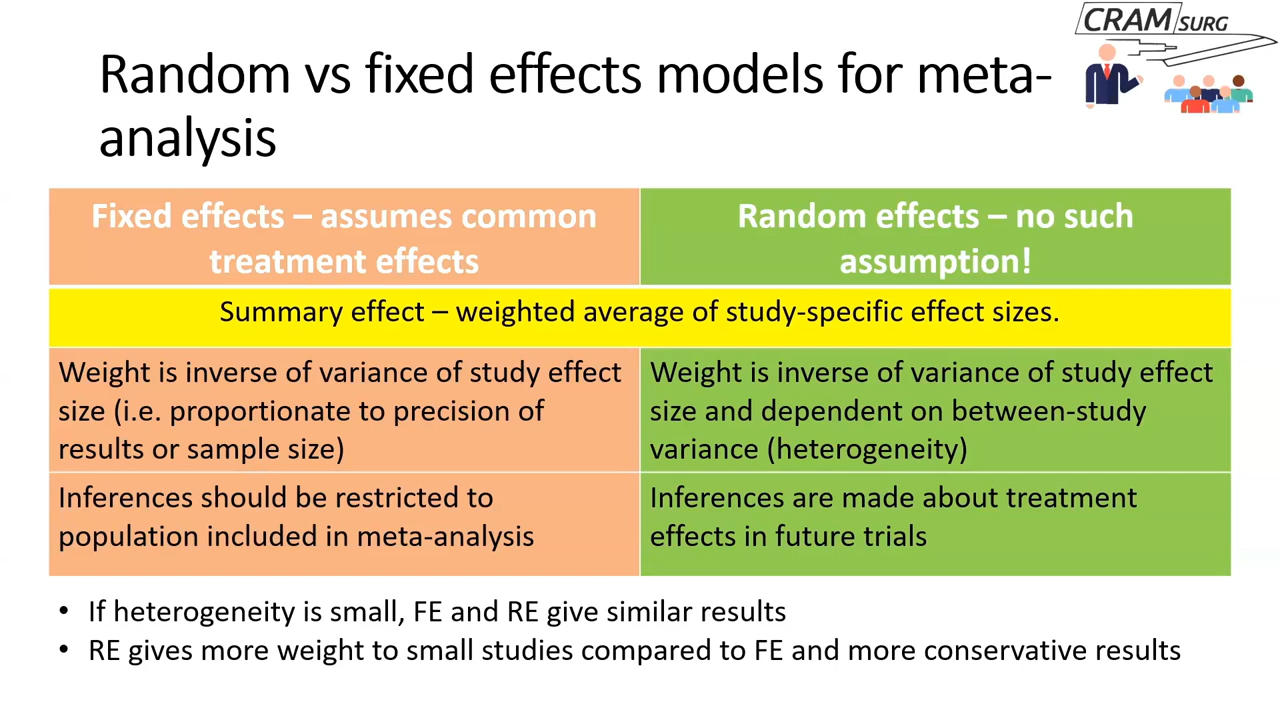 CRAM SURG
Random vs fixed effects models for meta-
analysis
Fixed effects – assumes common
treatment effects
Random effects – no such
assumption!
Summary effect – weighted average of study-specific effect sizes.
Weight is inverse of variance of study effect
size (i.e. proportionate to precision of
results or sample size)
Weight is inverse of variance of study effect
size and dependent on between-study
variance (heterogeneity)
Inferences should be restricted to
population included in meta-analysis
Inferences are made about treatment
effects in future trials
• If heterogeneity is small, FE and RE give similar results
• RE gives more weight to small studies compared to FE and more conservative results